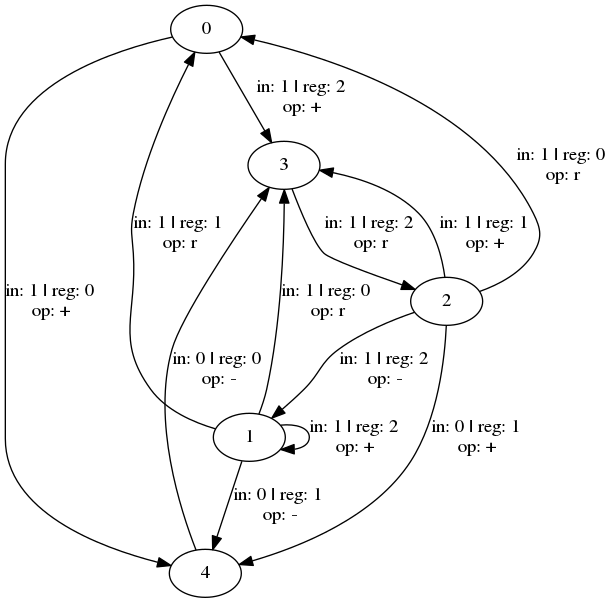 0
in: 1 | reg: 2
op: +
3
in: 1 | reg: 0
op: r
in: 1 | reg: 1
op: r
in: 1 | reg: 2
op: r
in: 1 | reg: 1
op: +
in: 1 | reg: 0
op: +
in: 1 | reg: 0
op: r
2
in: 0 | reg: 0
op: -
in: 1 | reg: 2
op: -
1
in: 1 | reg: 2
op: +
in: 0 | reg: 1
op: +
in: 0 | reg: 1
op: -
4